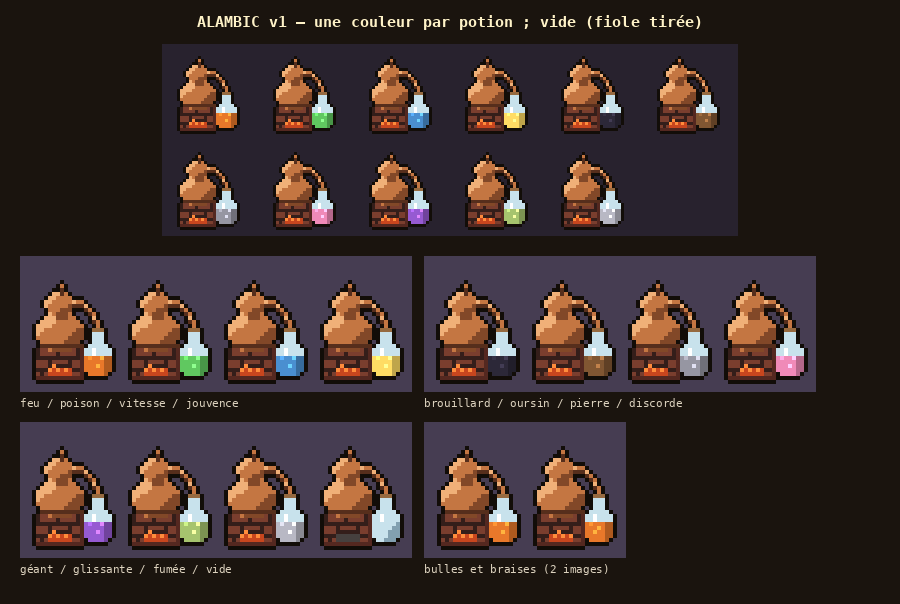 ALAMBIC v1 — une couleur par potion ; vide (fiole tirée)
feu / poison / vitesse / jouvence
brouillard / oursin / pierre / discorde
géant / glissante / fumée / vide
bulles et braises (2 images)